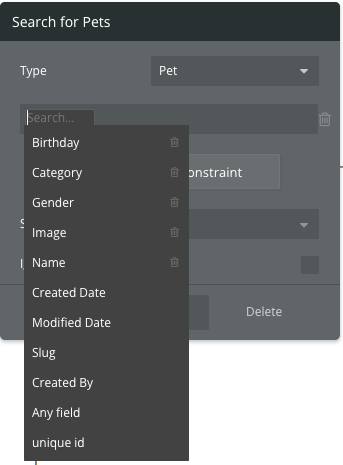 Search for Pets
Type
Pet
Search...
Birthday
Category
onstraint
Gender
S
Image
Name
Created Date
Delete
Modified Date
Slug
Created By
Any field
unique id